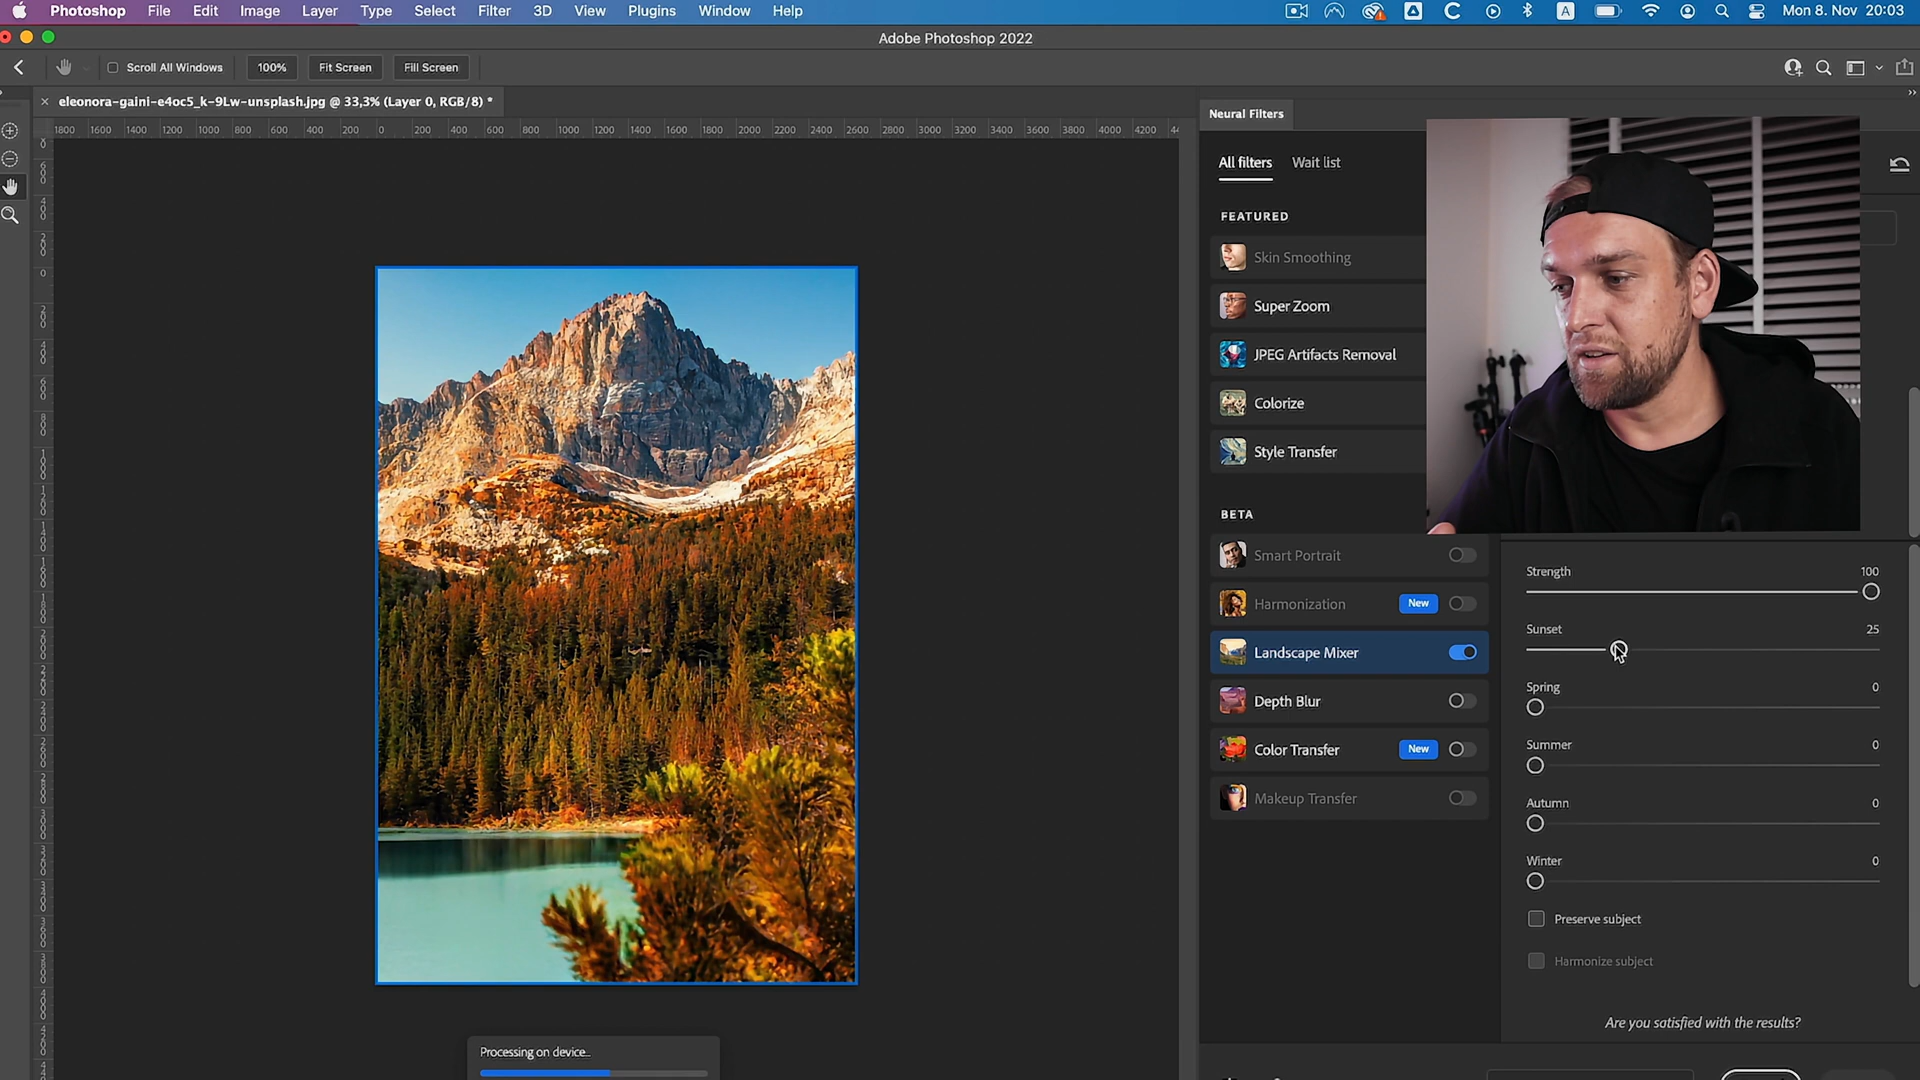 Photoshop File Edit Image Layer Type Select Filter 3D View Plugins Window Help A Mon 8. Nov 20:03
Adobe Photoshop 2022
Scroll All Windows 100% Fit Screen Fill Screen
eleonora-gaini-e4oc5_k-9Lw-unsplash.jpg @ 33,3% (Layer 0, RGB/8) *
1800 1600 1400 1200 1000 800 600 400 200 0 200 400 600 800 1000 1200 1400 1600 1800 2000 2200 2400 2600 2800 3000 3200 3400 3600 3800 4000 4200
Neural Filters
All filters Wait list
FEATURED
Skin Smoothing
Super Zoom
JPEG Artifacts Removal
Colorize
Style Transfer
BETA
Smart Portrait
Harmonization New
Landscape Mixer
Depth Blur
Color Transfer New
Makeup Transfer
Strength 100
Sunset 25
Spring 0
Summer 0
Autumn 0
Winter 0
Preserve subject
Harmonize subject
Are you satisfied with the results?
Processing on device...